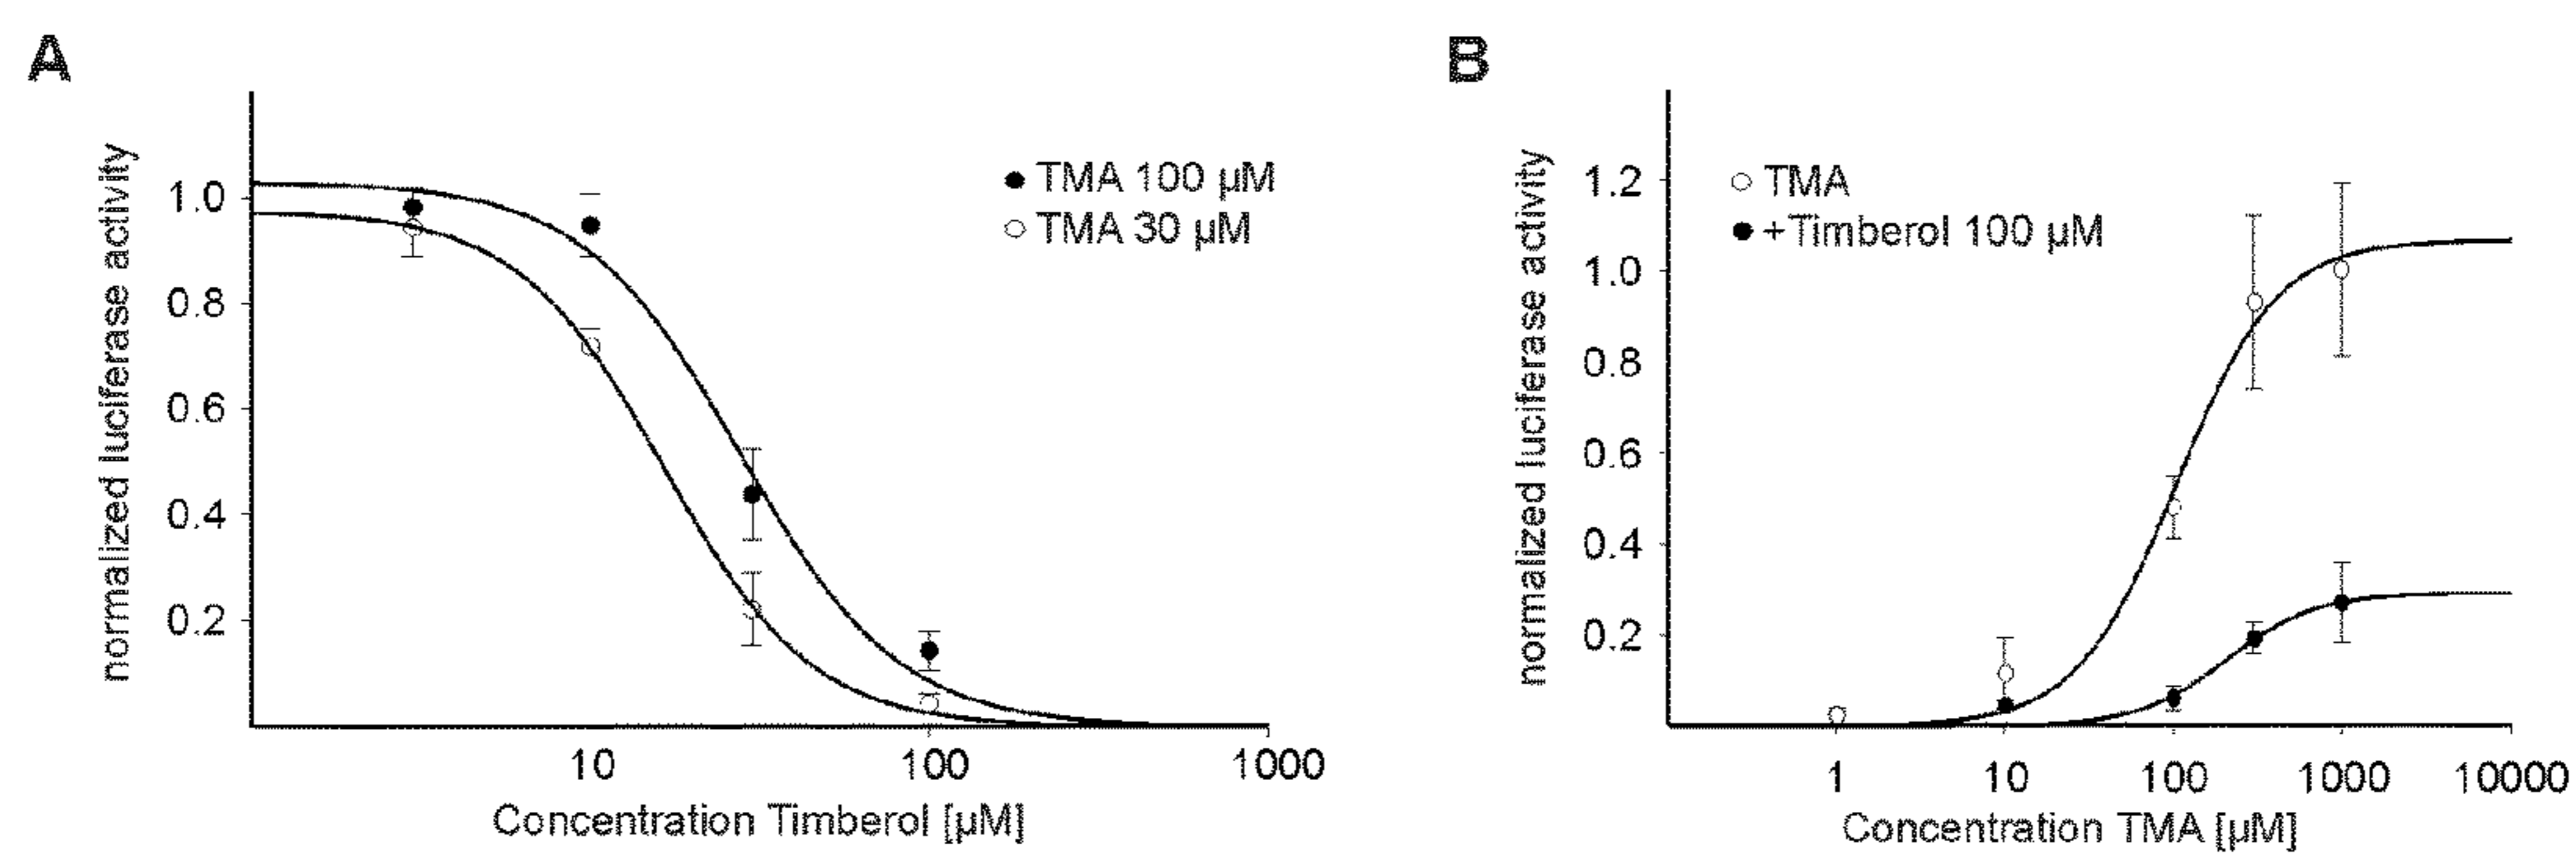 A
normalized luciferase activity
1.0
0.8
0.6
0.4
0.2
10
100
1000
Concentration Timberol [µM]
TMA 100 µM
TMA 30 µM
B
normalized luciferase activity
1.2
1.0
0.8
0.6
0.4
0.2
1
10
100
1000
10000
Concentration TMA [µM]
TMA
+Timberol 100 µM